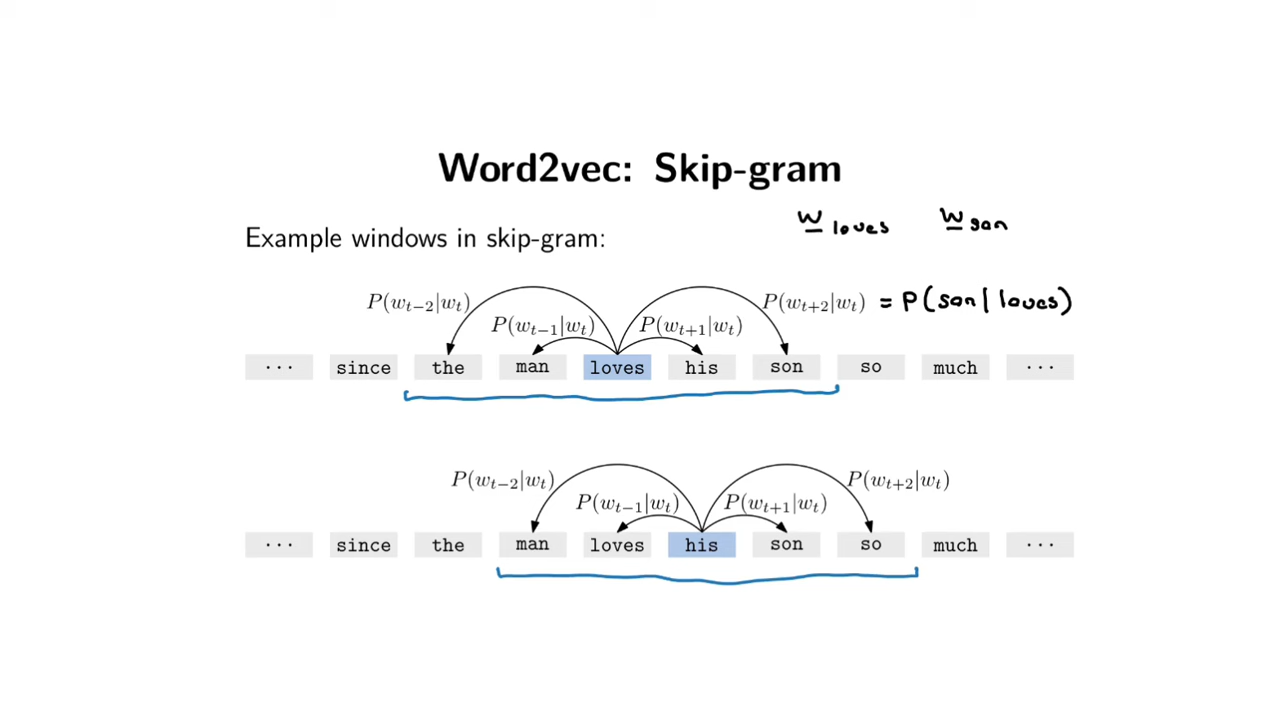 Word2vec: Skip-gram
w loves w son
Example windows in skip-gram:
P(w_{t−2}|w_t) P(w_{t−1}|w_t) P(w_{t+1}|w_t) P(w_{t+2}|w_t) = P(son | loves)
··· since the man loves his son so much ···
P(w_{t−2}|w_t) P(w_{t−1}|w_t) P(w_{t+1}|w_t) P(w_{t+2}|w_t)
··· since the man loves his son so much ···